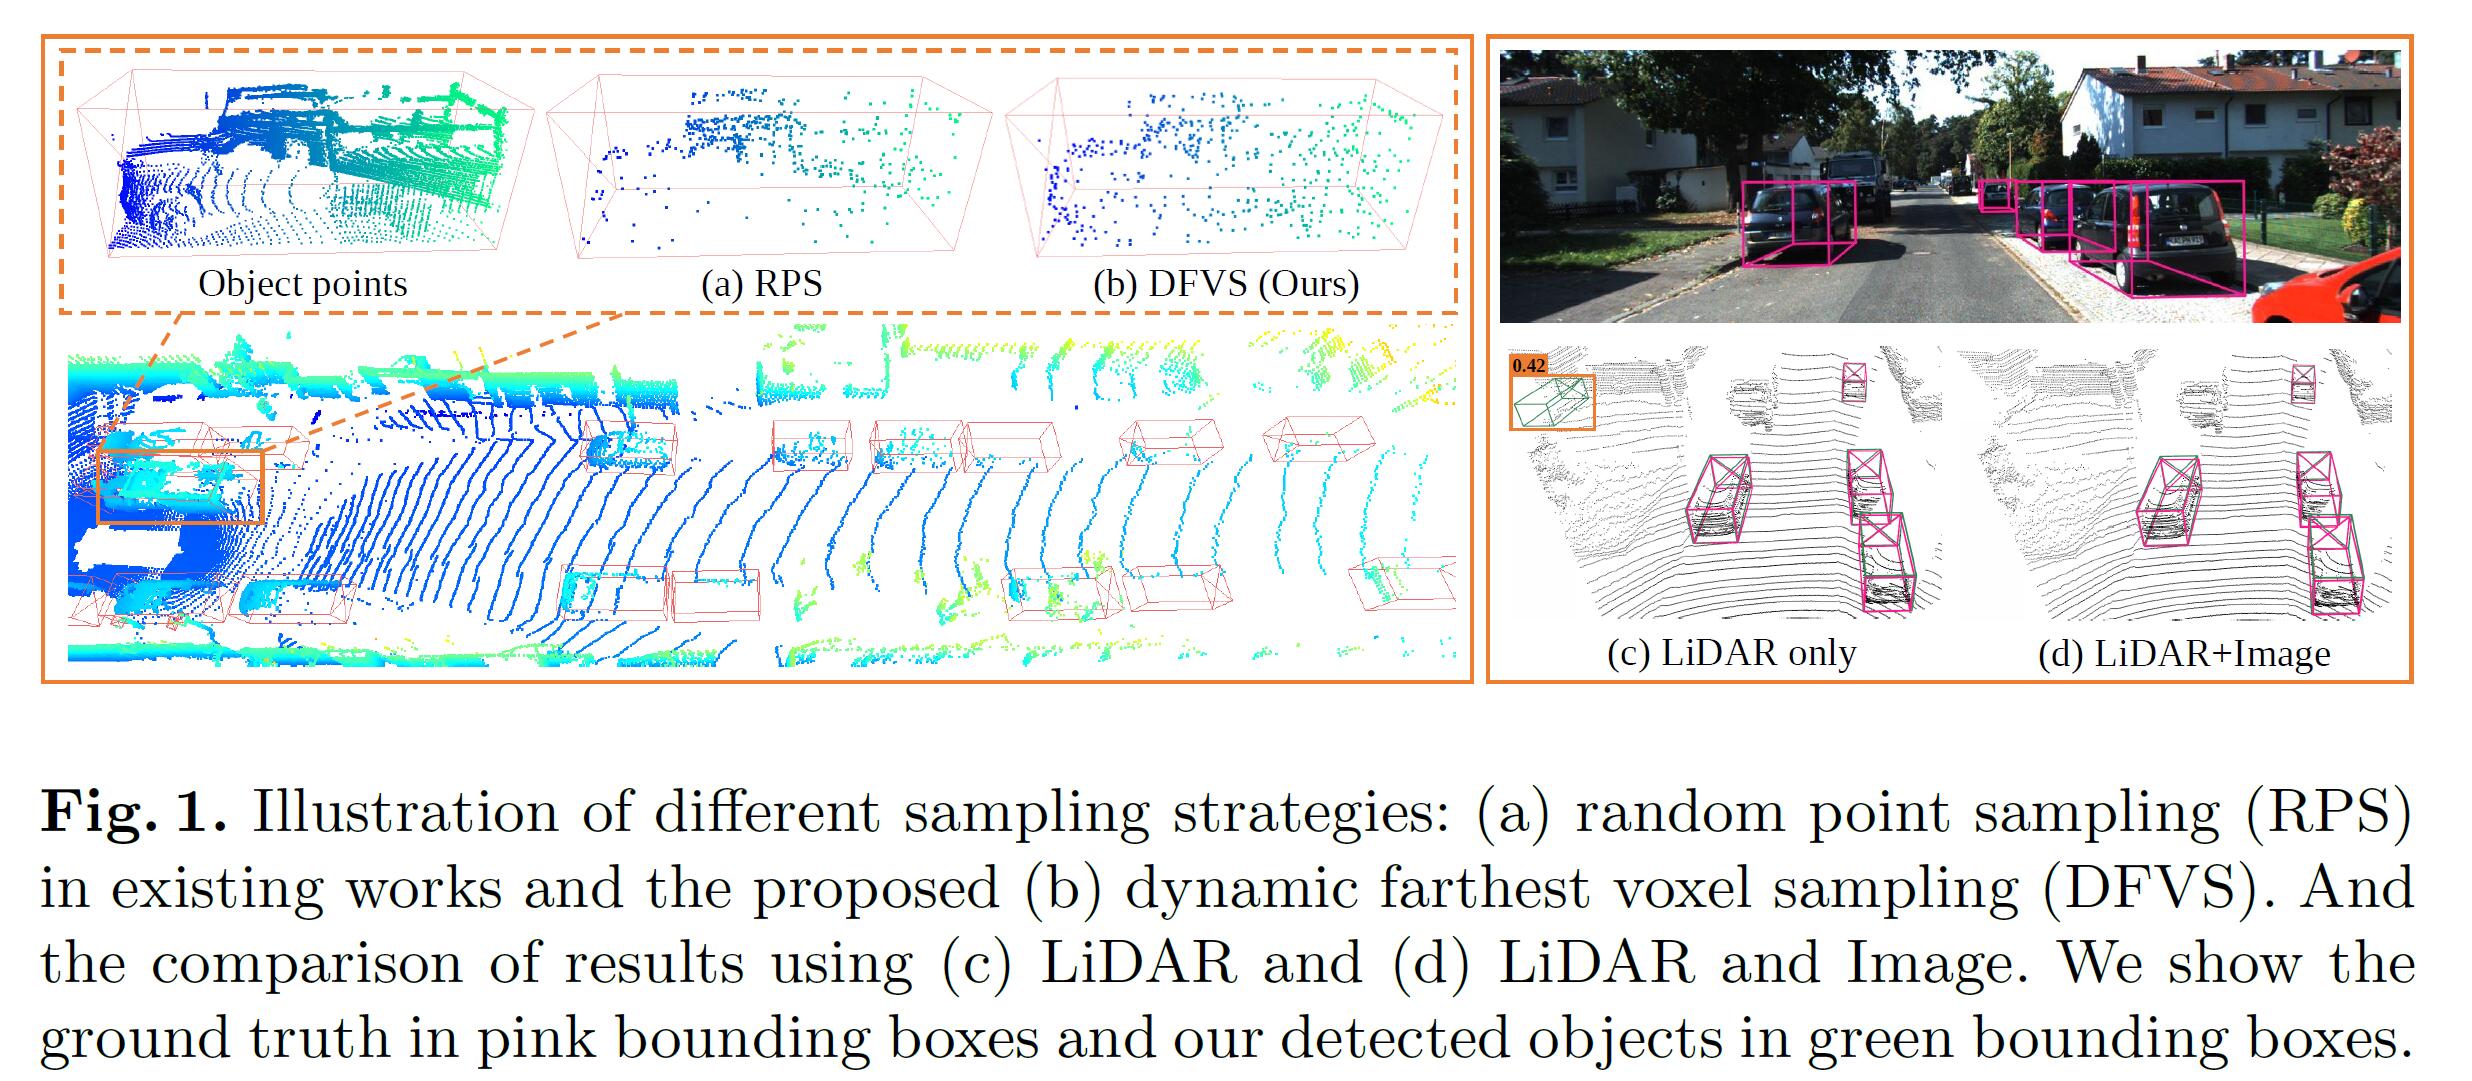 Object points
(a) RPS
(b) DFVS (Ours)
0.42
(c) LiDAR only
(d) LiDAR+Image
Fig. 1. Illustration of different sampling strategies: (a) random point sampling (RPS)
in existing works and the proposed (b) dynamic farthest voxel sampling (DFVS). And
the comparison of results using (c) LiDAR and (d) LiDAR and Image. We show the
ground truth in pink bounding boxes and our detected objects in green bounding boxes.